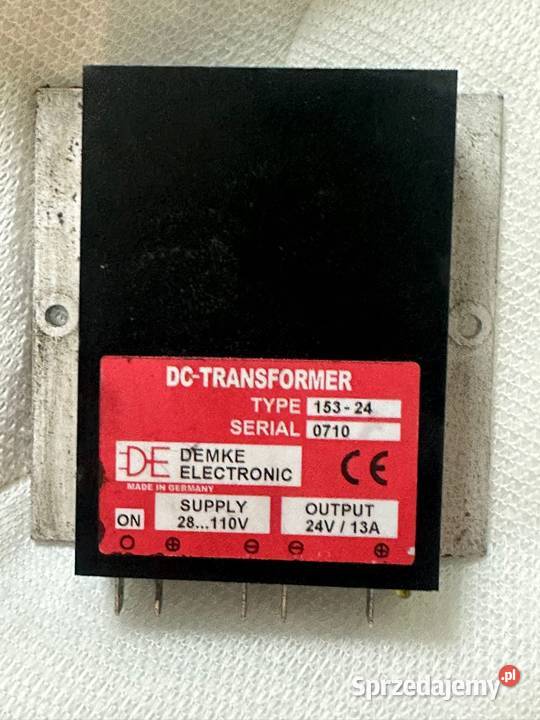 DC-TRANSFORMER
TYPE 153-24
SERIAL 0710
DE DEMKE
ELECTRONIC
CE
MADE IN GERMANY
ON
SUPPLY
28...110V
OUTPUT
24V / 13A
Sprzedajemy.pl